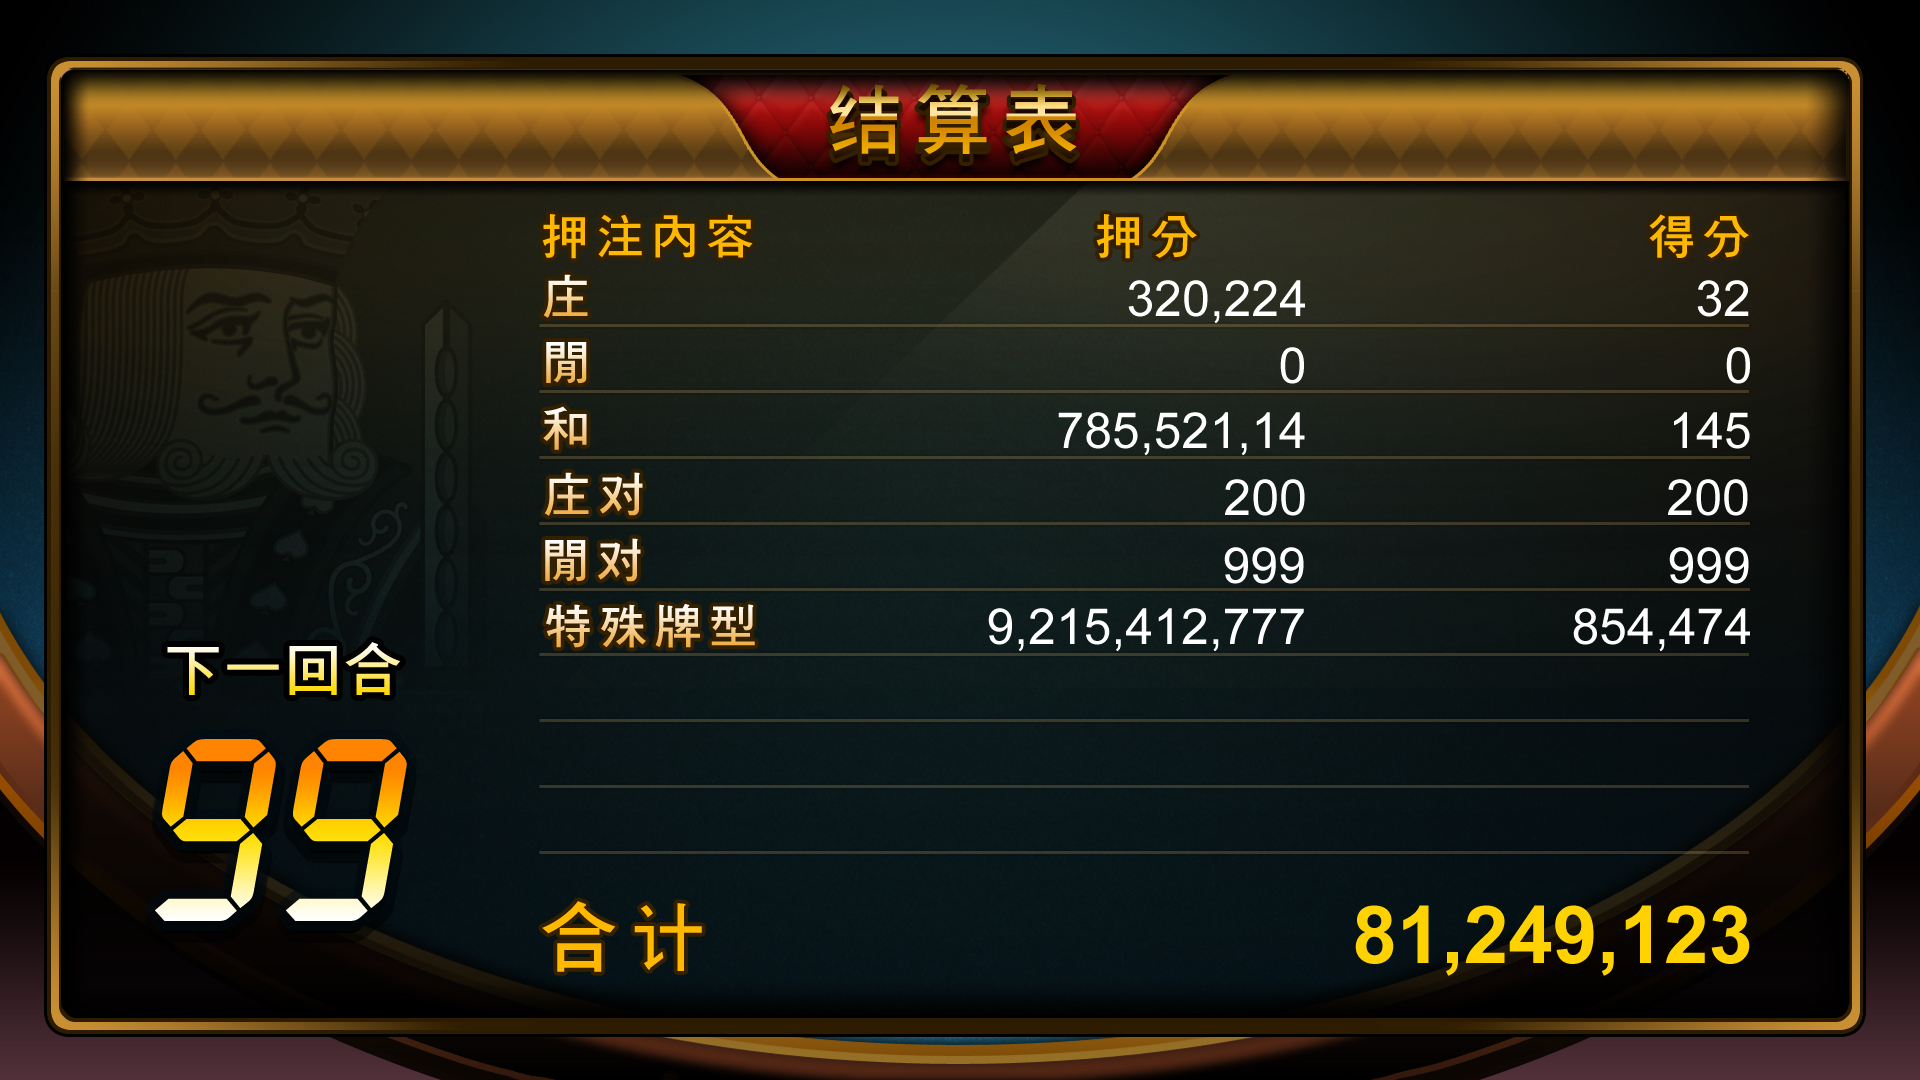 结算表
押注內容 押分 得分
庄 320,224 32
閒 0 0
和 785,521,14 145
庄对 200 200
閒对 999 999
特殊牌型 9,215,412,777 854,474
下一回合
99
合计 81,249,123